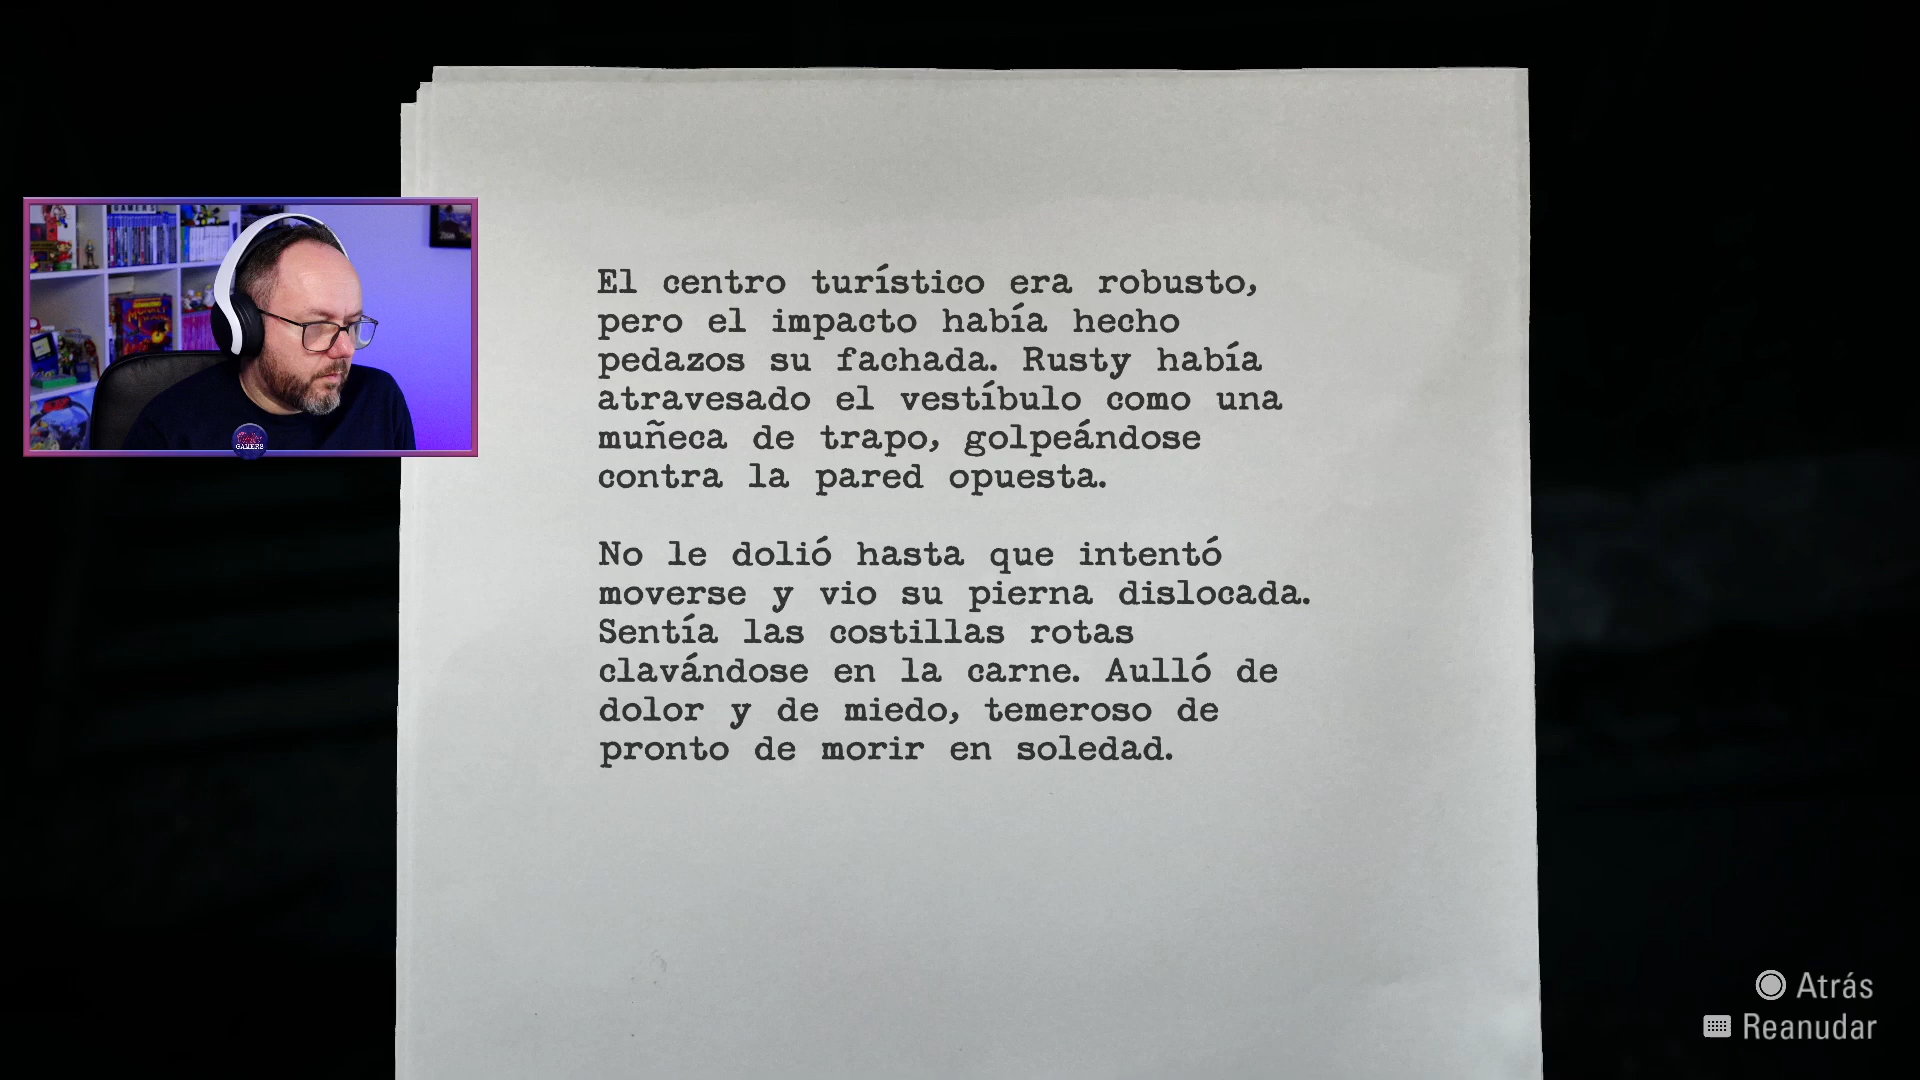 El centro turístico era robusto,
pero el impacto había hecho
pedazos su fachada. Rusty había
atravesado el vestíbulo como una
muñeca de trapo, golpeándose
contra la pared opuesta.
No le dolió hasta que intentó
moverse y vio su pierna dislocada.
Sentía las costillas rotas
clavándose en la carne. Aulló de
dolor y de miedo, temeroso de
pronto de morir en soledad.
GAMERS
GAMERS
Atrás
Reanudar